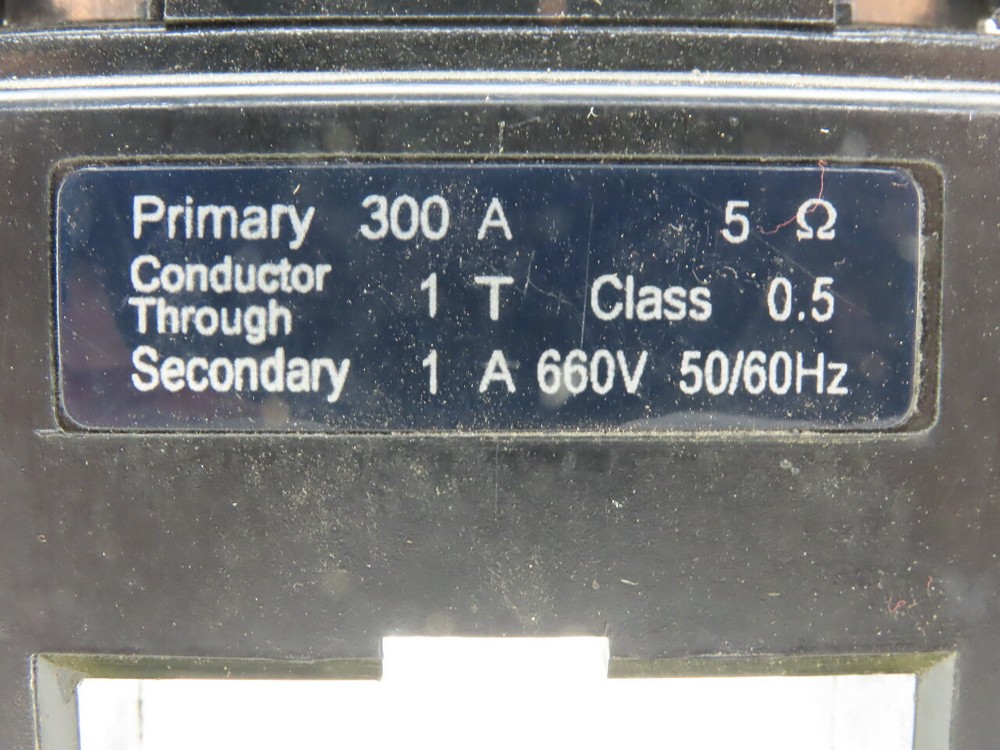 Primary 300 A 5 Ω
Conductor
Through 1 T Class 0.5
Secondary 1 A 660V 50/60Hz